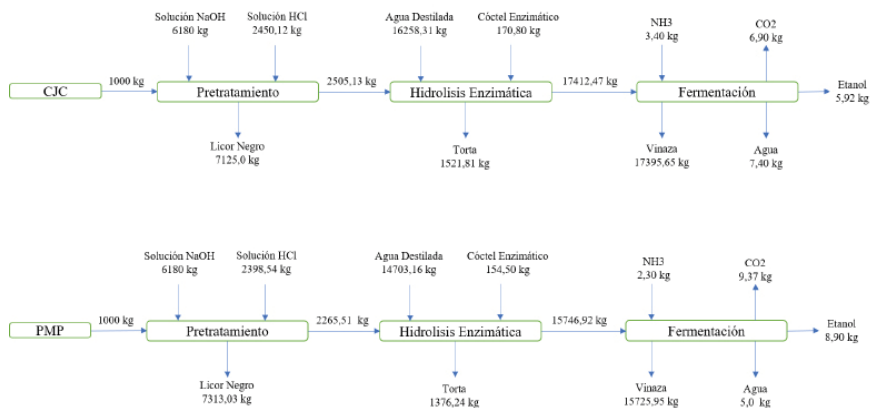 Solución NaOH
6180 kg
Solución HCl
2450,12 kg
Agua Destilada
16258,31 kg
Cóctel Enzimático
170,80 kg
NH3
3,40 kg
CO2
6,90 kg
CJC
1000 kg
Pretratamiento
2505,13 kg
Hidrolisis Enzimática
17412,47 kg
Fermentación
Etanol
5,92 kg
Licor Negro
7125,0 kg
Torta
1521,81 kg
Vinaza
17395,65 kg
Agua
7,40 kg
Solución NaOH
6180 kg
Solución HCl
2398,54 kg
Agua Destilada
14703,16 kg
Cóctel Enzimático
154,50 kg
NH3
2,30 kg
CO2
9,37 kg
PMP
1000 kg
Pretratamiento
2265,51 kg
Hidrolisis Enzimática
15746,92 kg
Fermentación
Etanol
8,90 kg
Licor Negro
7313,03 kg
Torta
1376,24 kg
Vinaza
15725,95 kg
Agua
5,0 kg